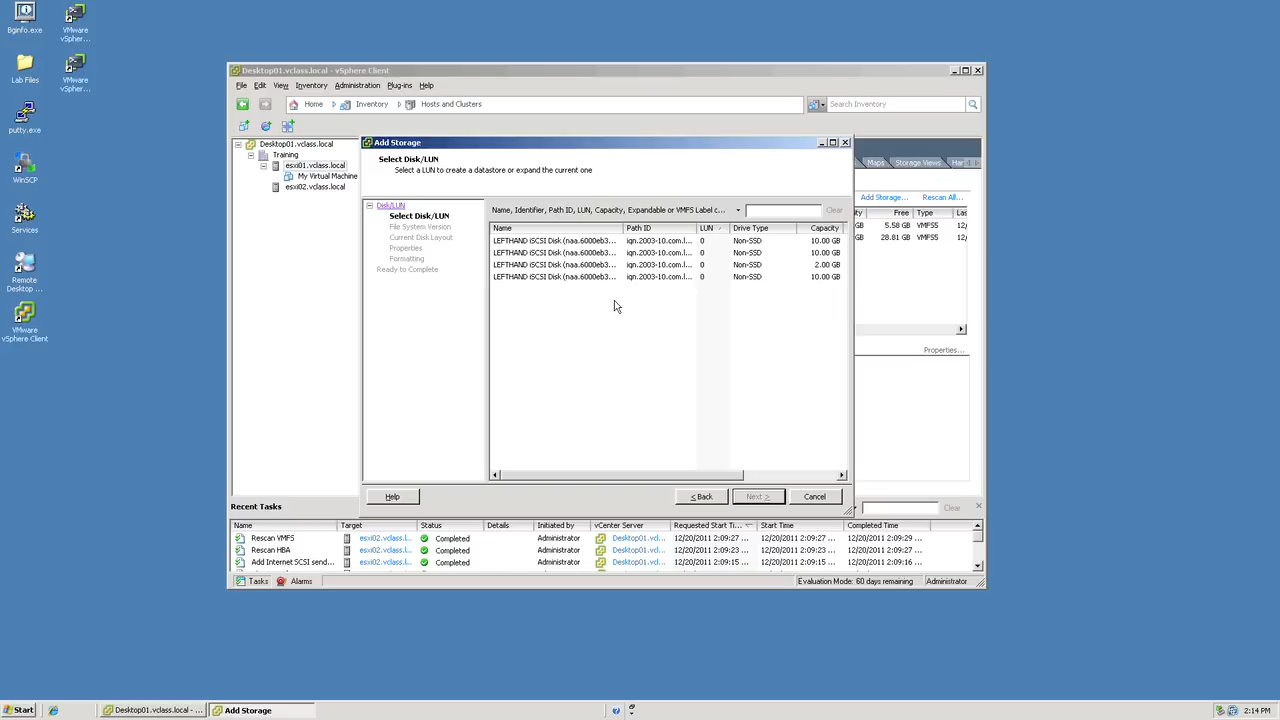 Bginfo.exe
VMware
vSpher...
Lab Files
VMware
vSpher...
putty.exe
WinSCP
Services
Remote
Desktop ...
VMware
vSphere Client
Desktop01.vclass.local - vSphere Client
File Edit View Inventory Administration Plug-ins Help
Home Inventory Hosts and Clusters Search Inventory
Desktop01.vclass.local
Training
esxi01.vclass.local
My Virtual Machine
esxi02.vclass.local
Maps Storage Views Har
Add Storage... Rescan All...
ty Free Type Las
GB 5.58 GB VMFS5 12/
GB 28.81 GB VMFS5 12/
Properties...
Add Storage
Select Disk/LUN
Select a LUN to create a datastore or expand the current one
Disk/LUN
Select Disk/LUN
File System Version
Current Disk Layout
Properties
Formatting
Ready to Complete
Name, Identifier, Path ID, LUN, Capacity, Expandable or VMFS Label c... Clear
Name Path ID LUN Drive Type Capacity
LEFTHAND iSCSI Disk (naa.6000eb3... iqn.2003-10.com.l... 0 Non-SSD 10.00 GB
LEFTHAND iSCSI Disk (naa.6000eb3... iqn.2003-10.com.l... 0 Non-SSD 10.00 GB
LEFTHAND iSCSI Disk (naa.6000eb3... iqn.2003-10.com.l... 0 Non-SSD 2.00 GB
LEFTHAND iSCSI Disk (naa.6000eb3... iqn.2003-10.com.l... 0 Non-SSD 10.00 GB
Help < Back Next > Cancel
Recent Tasks Clear
Name Target Status Details Initiated by vCenter Server Requested Start Ti... Start Time Completed Time
Rescan VMFS esxi02.vclass.l... Completed Administrator Desktop01.vcl... 12/20/2011 2:09:27 ... 12/20/2011 2:09:27 ... 12/20/2011 2:09:29 ...
Rescan HBA esxi02.vclass.l... Completed Administrator Desktop01.vcl... 12/20/2011 2:09:23 ... 12/20/2011 2:09:23 ... 12/20/2011 2:09:27 ...
Add Internet SCSI send... esxi02.vclass.l... Completed Administrator Desktop01.vcl... 12/20/2011 2:09:15 ... 12/20/2011 2:09:15 ... 12/20/2011 2:09:16 ...
Tasks Alarms Evaluation Mode: 60 days remaining Administrator
Start Desktop01.vclass.local - ... Add Storage 2:14 PM